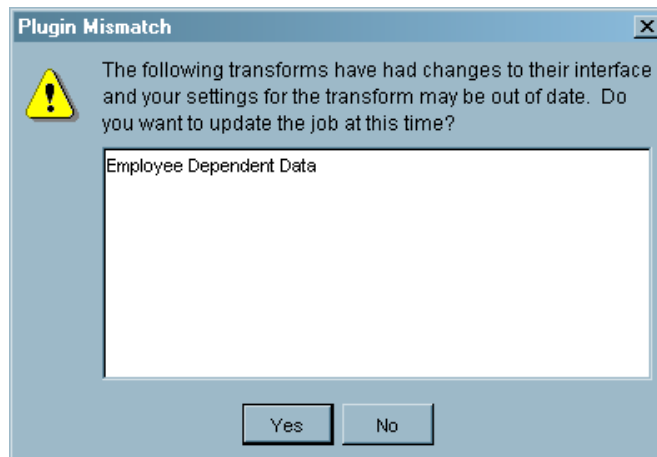 Plugin Mismatch
The following transforms have had changes to their interface
and your settings for the transform may be out of date. Do
you want to update the job at this time?
Employee Dependent Data
Yes
No